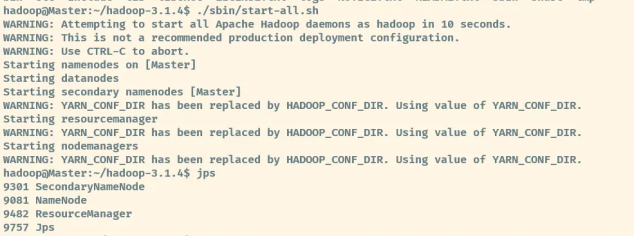 hadoop@Master:~/hadoop-3.1.4$ ./sbin/start-all.sh
WARNING: Attempting to start all Apache Hadoop daemons as hadoop in 10 seconds.
WARNING: This is not a recommended production deployment configuration.
WARNING: Use CTRL-C to abort.
Starting namenodes on [Master]
Starting datanodes
Starting secondary namenodes [Master]
WARNING: YARN_CONF_DIR has been replaced by HADOOP_CONF_DIR. Using value of YARN_CONF_DIR.
Starting resourcemanager
WARNING: YARN_CONF_DIR has been replaced by HADOOP_CONF_DIR. Using value of YARN_CONF_DIR.
Starting nodemanagers
WARNING: YARN_CONF_DIR has been replaced by HADOOP_CONF_DIR. Using value of YARN_CONF_DIR.
hadoop@Master:~/hadoop-3.1.4$ jps
9301 SecondaryNameNode
9081 NameNode
9482 ResourceManager
9757 Jps